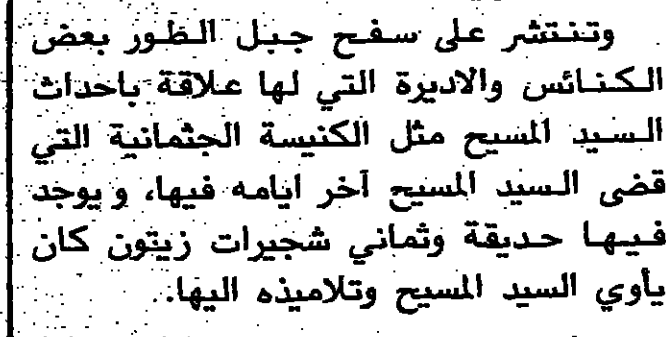 وتنتشر على سفح جبل الطور بعض
الكنائس والاديرة التي لها علاقة باحداث
السيد المسيح مثل الكنيسة الجثمانية التي
قضى السيد المسيح آخر ايامه فيها، ويوجد
فيها حديقة وثماني شجيرات زيتون كان
يأوي السيد المسيح وتلاميذه اليها.